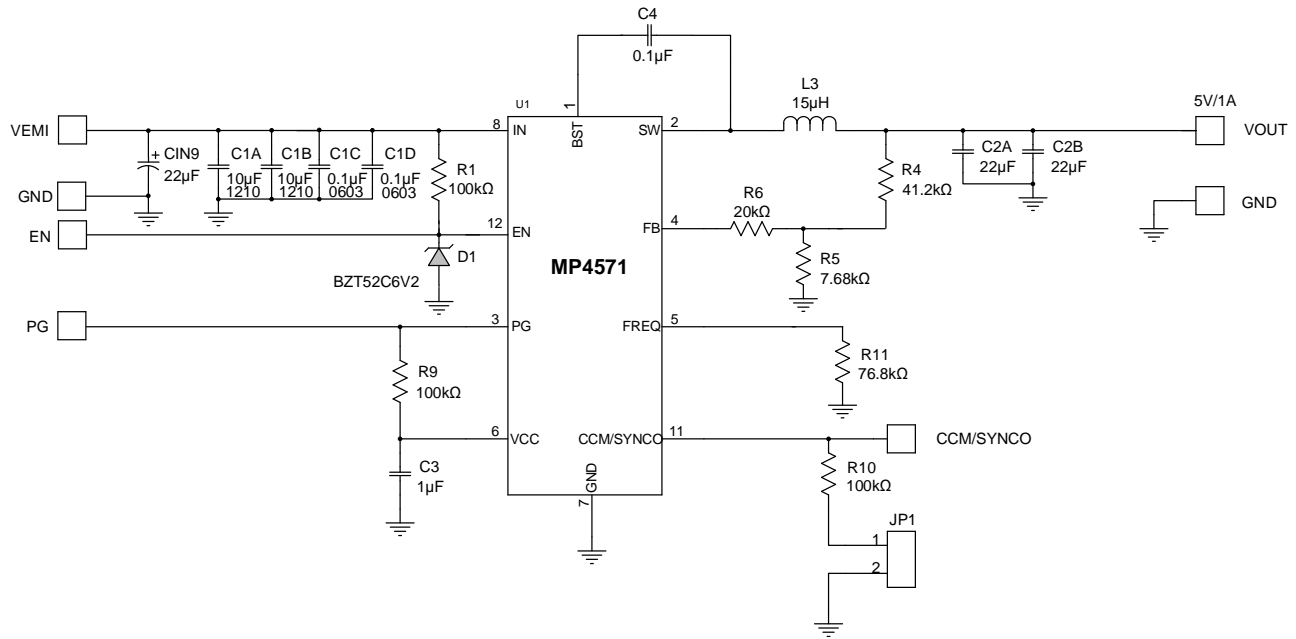 C4
0.1µF
L3
15µH
5V/1A
U1
1
VEMI
8
IN
BST
SW
2
VOUT
CIN9
22µF
+
C1A
10µF
1210
C1B
10µF
1210
C1C
0.1µF
0603
C1D
0.1µF
0603
R1
100kΩ
C2A
22µF
C2B
22µF
R4
41.2kΩ
GND
GND
R6
20kΩ
EN
12
EN
FB
4
D1
BZT52C6V2
MP4571
R5
7.68kΩ
PG
3
PG
FREQ
5
R9
100kΩ
R11
76.8kΩ
6
VCC
CCM/SYNCO
11
CCM/SYNCO
C3
1µF
GND
7
R10
100kΩ
JP1
1
2